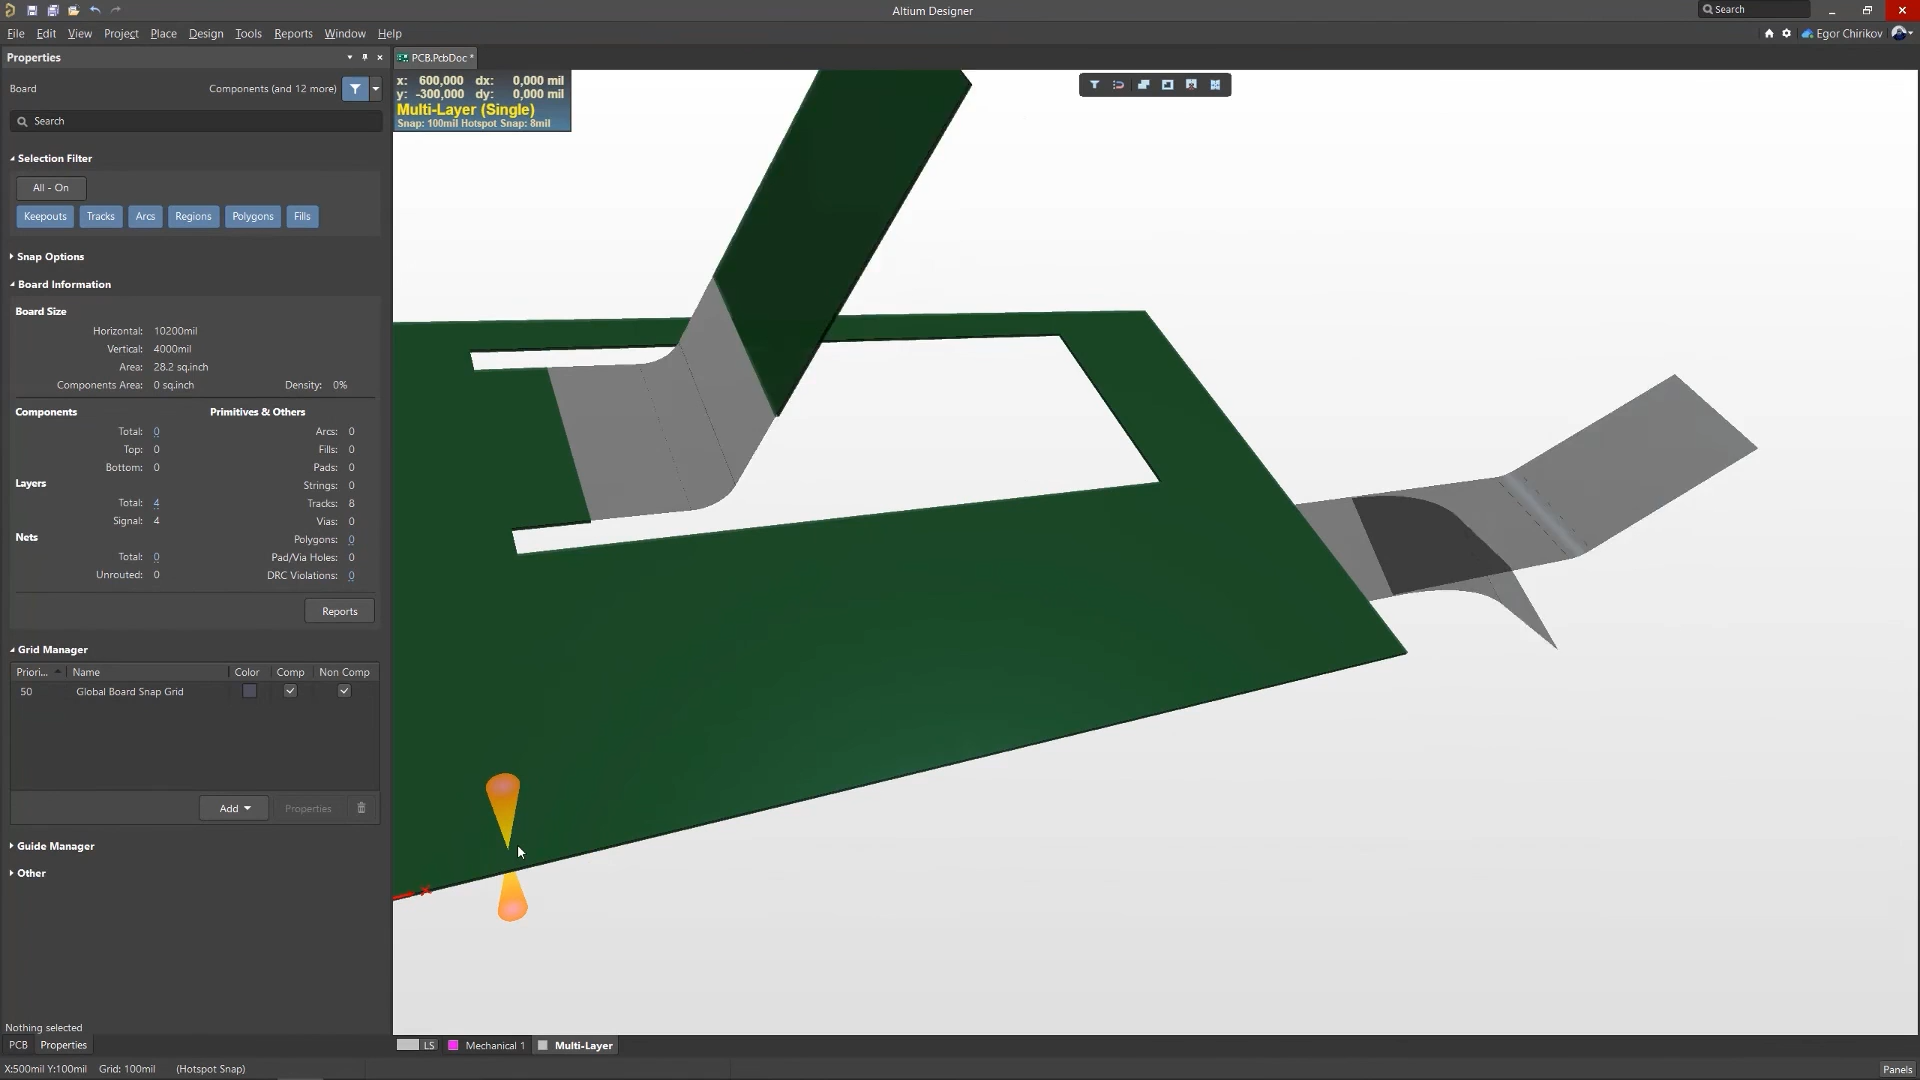 Altium Designer
Search
File Edit View Project Place Design Tools Reports Window Help
Egor Chirikov
Properties
PCB.PcbDoc *
Board Components (and 12 more)
x: 600,000 dx: 0,000 mil
y: -300,000 dy: 0,000 mil
Multi-Layer (Single)
Snap: 100mil Hotspot Snap: 8mil
Search
Selection Filter
All - On
Keepouts Tracks Arcs Regions Polygons Fills
Snap Options
Board Information
Board Size
Horizontal: 10200mil
Vertical: 4000mil
Area: 28.2 sq.inch
Components Area: 0 sq.inch Density: 0%
Components Primitives & Others
Total: 0 Arcs: 0
Top: 0 Fills: 0
Bottom: 0 Pads: 0
Layers Strings: 0
Total: 4 Tracks: 8
Signal: 4 Vias: 0
Nets Polygons: 0
Total: 0 Pad/Via Holes: 0
Unrouted: 0 DRC Violations: 0
Reports
Grid Manager
Priori... Name Color Comp Non Comp
50 Global Board Snap Grid
Add Properties
Guide Manager
Other
Nothing selected
PCB Properties
LS Mechanical 1 Multi-Layer
X:500mil Y:100mil Grid: 100mil (Hotspot Snap)
Panels